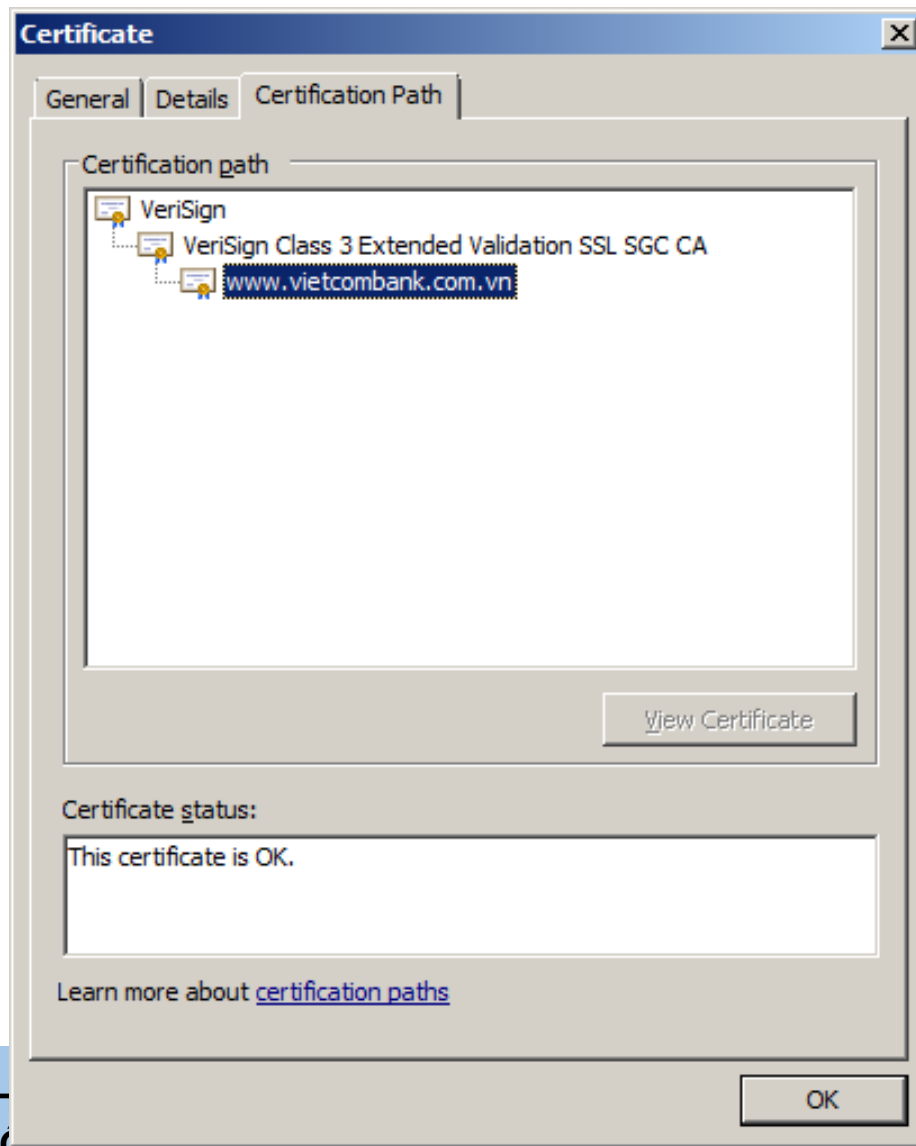 Certificate
General Details Certification Path
Certification path
VeriSign
VeriSign Class 3 Extended Validation SSL SGC CA
www.vietcombank.com.vn
View Certificate
Certificate status:
This certificate is OK.
Learn more about certification paths
OK